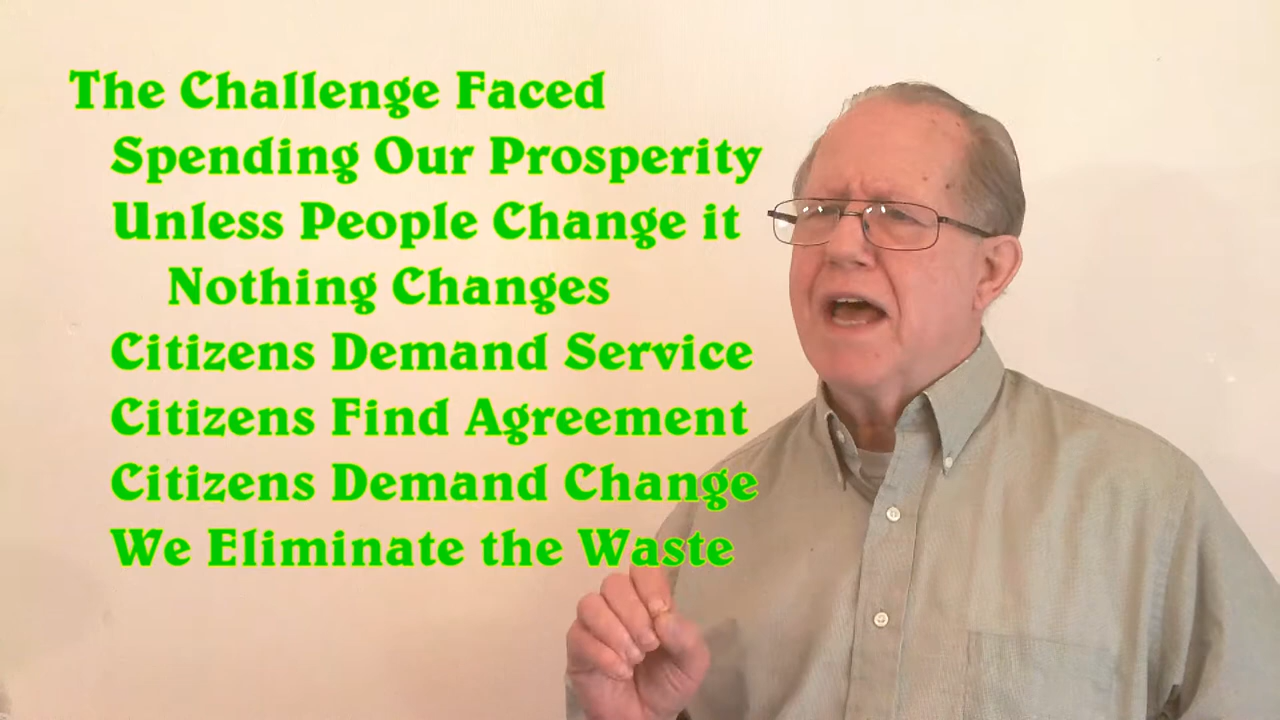 The Challenge Faced
Spending Our Prosperity
Unless People Change it
Nothing Changes
Citizens Demand Service
Citizens Find Agreement
Citizens Demand Change
We Eliminate the Waste